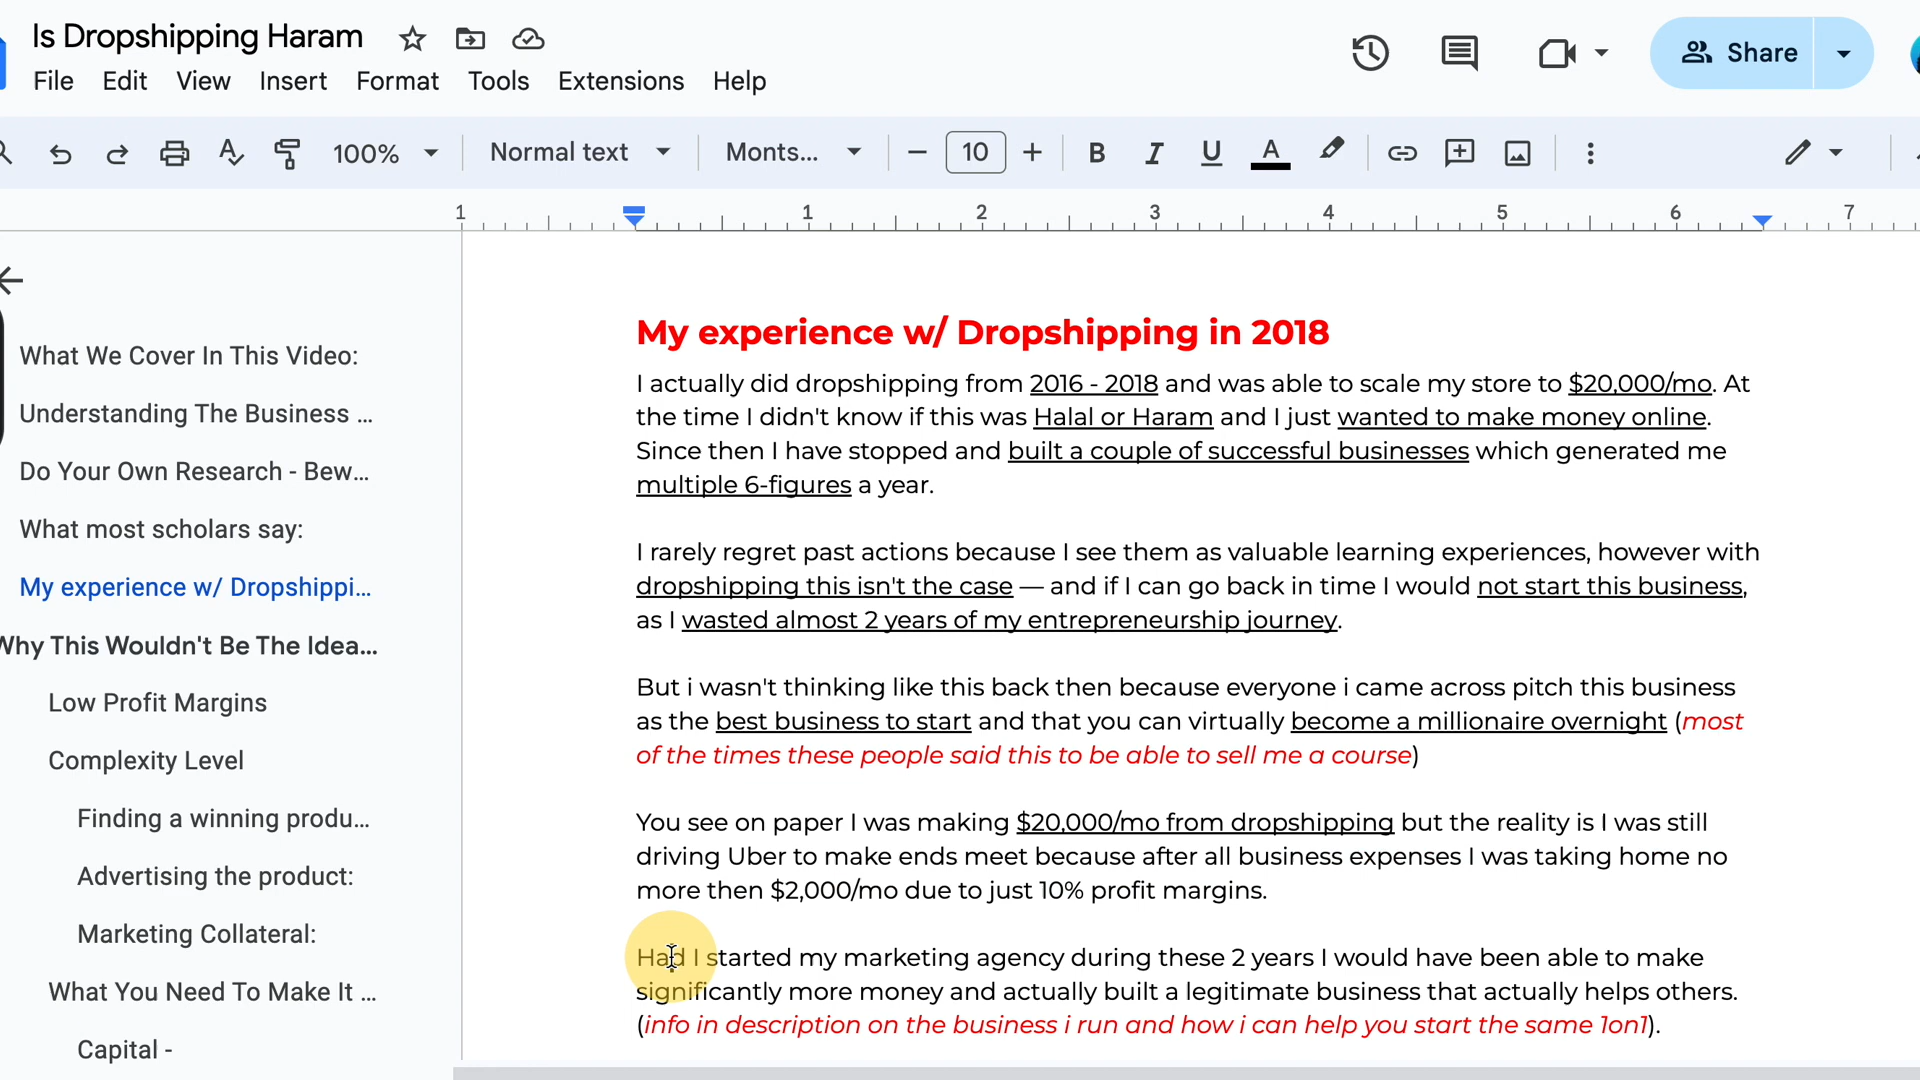 Is Dropshipping Haram
File Edit View Insert Format Tools Extensions Help
Share
100% Normal text Monts... 10 B I U A
1 1 2 3 4 5 6 7
What We Cover In This Video:
Understanding The Business ...
Do Your Own Research - Bew...
What most scholars say:
My experience w/ Dropshippi...
Why This Wouldn't Be The Idea...
Low Profit Margins
Complexity Level
Finding a winning produ...
Advertising the product:
Marketing Collateral:
What You Need To Make It ...
Capital -
My experience w/ Dropshipping in 2018
I actually did dropshipping from 2016 - 2018 and was able to scale my store to $20,000/mo. At
the time I didn't know if this was Halal or Haram and I just wanted to make money online.
Since then I have stopped and built a couple of successful businesses which generated me
multiple 6-figures a year.
I rarely regret past actions because I see them as valuable learning experiences, however with
dropshipping this isn't the case — and if I can go back in time I would not start this business,
as I wasted almost 2 years of my entrepreneurship journey.
But i wasn't thinking like this back then because everyone i came across pitch this business
as the best business to start and that you can virtually become a millionaire overnight (most
of the times these people said this to be able to sell me a course)
You see on paper I was making $20,000/mo from dropshipping but the reality is I was still
driving Uber to make ends meet because after all business expenses I was taking home no
more then $2,000/mo due to just 10% profit margins.
Had I started my marketing agency during these 2 years I would have been able to make
significantly more money and actually built a legitimate business that actually helps others.
(info in description on the business i run and how i can help you start the same 1on1).